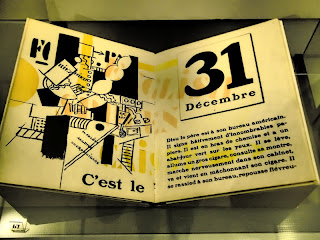 C'est le
31
Décembre
Dieu le père est à son bureau américain.
Il signe hâtivement d'innombrables pa-
piers. Il est en bras de chemise et a un
abat-jour vert sur les yeux. Il se lève,
allume un gros cigare, consulte sa montre,
marche nerveusement dans son cabinet,
va et vient en mâchonnant son cigare. Il
se rassied à son bureau, repousse fiévreu-